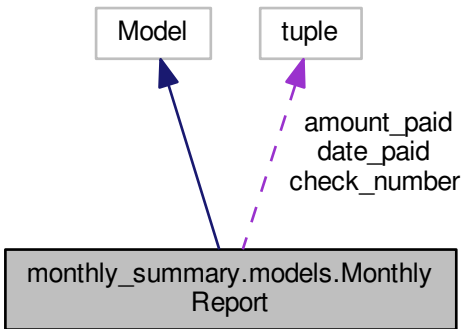 Model
tuple
amount_paid
date_paid
check_number
monthly_summary.models.Monthly
Report